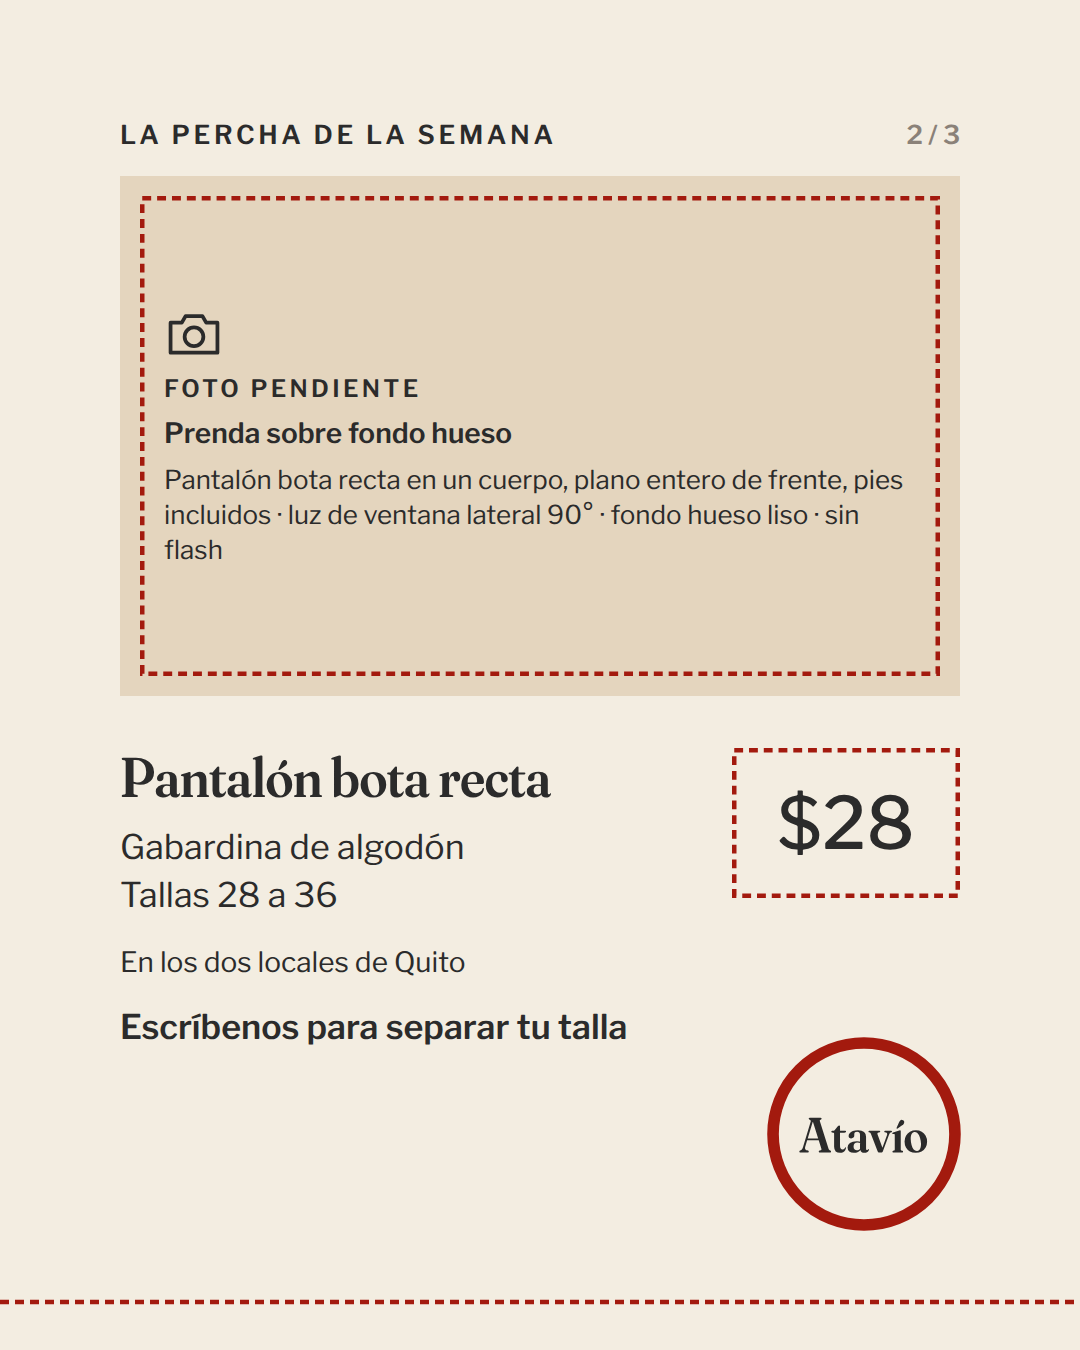 LA PERCHA DE LA SEMANA
2/3
FOTO PENDIENTE
Prenda sobre fondo hueso
Pantalón bota recta en un cuerpo, plano entero de frente, pies
incluidos · luz de ventana lateral 90° · fondo hueso liso · sin
flash
Pantalón bota recta
$28
Gabardina de algodón
Tallas 28 a 36
En los dos locales de Quito
Escríbenos para separar tu talla
Atavío